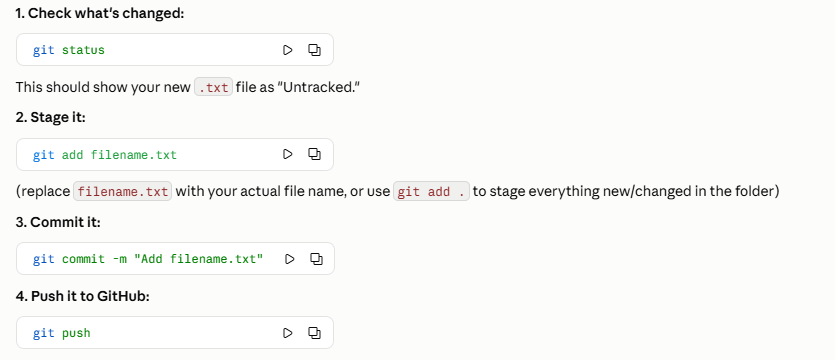 1. Check what's changed:
git status
This should show your new .txt file as "Untracked."
2. Stage it:
git add filename.txt
(replace filename.txt with your actual file name, or use git add . to stage everything new/changed in the folder)
3. Commit it:
git commit -m "Add filename.txt"
4. Push it to GitHub:
git push